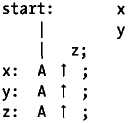 start: x
| y
| z;
x: A ↑ ;
y: A ↑ ;
z: A ↑ ;